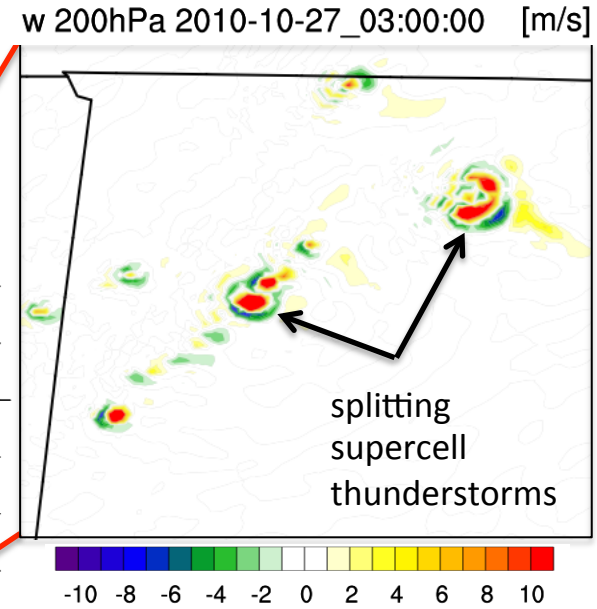 w 200hPa 2010-10-27_03:00:00 [m/s]
splitting
supercell
thunderstorms
-10 -8 -6 -4 -2 0 2 4 6 8 10